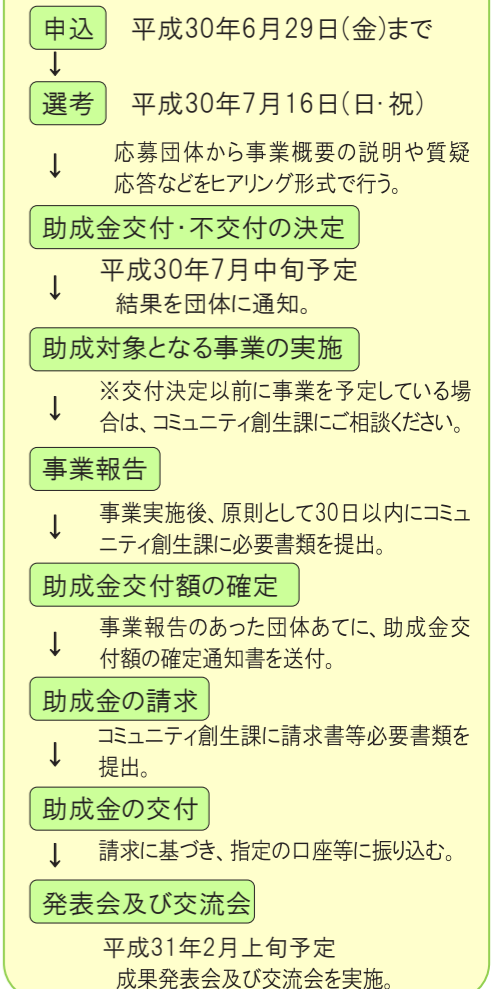 申込 平成30年6月29日(金)まで
↓
選考 平成30年7月16日(日・祝)
↓ 応募団体から事業概要の説明や質疑
応答などをヒアリング形式で行う。
助成金交付・不交付の決定
↓ 平成30年7月中旬予定
結果を団体に通知。
助成対象となる事業の実施
↓ ※交付決定以前に事業を予定している場
合は、コミュニティ創生課にご相談ください。
事業報告
↓ 事業実施後、原則として30日以内にコミュ
ニティ創生課に必要書類を提出。
助成金交付額の確定
↓ 事業報告のあった団体あてに、助成金交
付額の確定通知書を送付。
助成金の請求
↓ コミュニティ創生課に請求書等必要書類を
提出。
助成金の交付
↓ 請求に基づき、指定の口座等に振り込む。
発表会及び交流会
平成31年2月上旬予定
成果発表会及び交流会を実施。